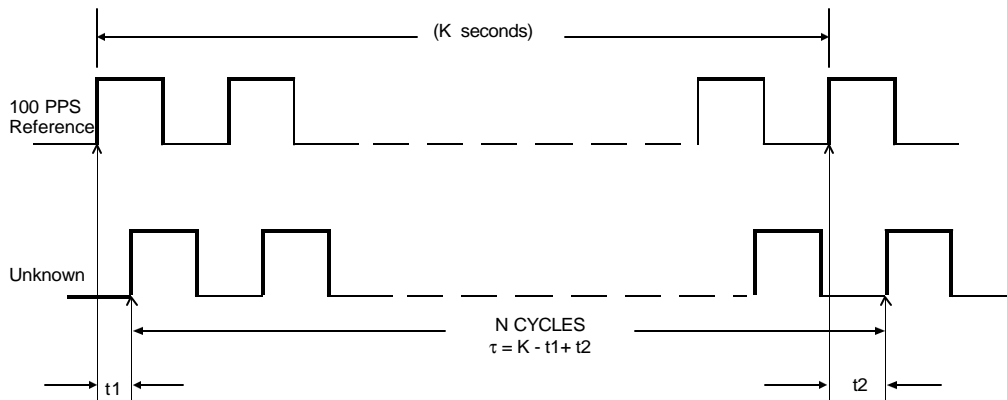 (K seconds)
100 PPS
Reference
Unknown
N CYCLES
τ = K - t1+ t2
t1
t2